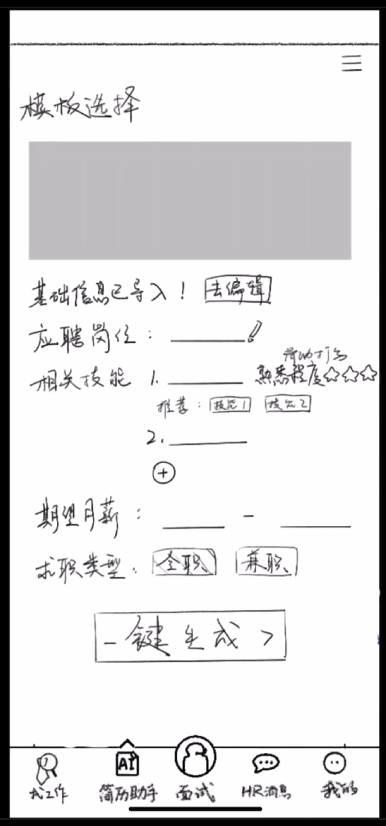 模板选择
基础信息已导入！ 去编辑
应聘岗位：
相关技能 1. 熟悉程度☆☆☆
推荐：技能1 技能2
2.
+
期望月薪： -
求职类型： 全职 兼职
一键生成 >
找工作 AI简历助手 面试 HR消息 我的